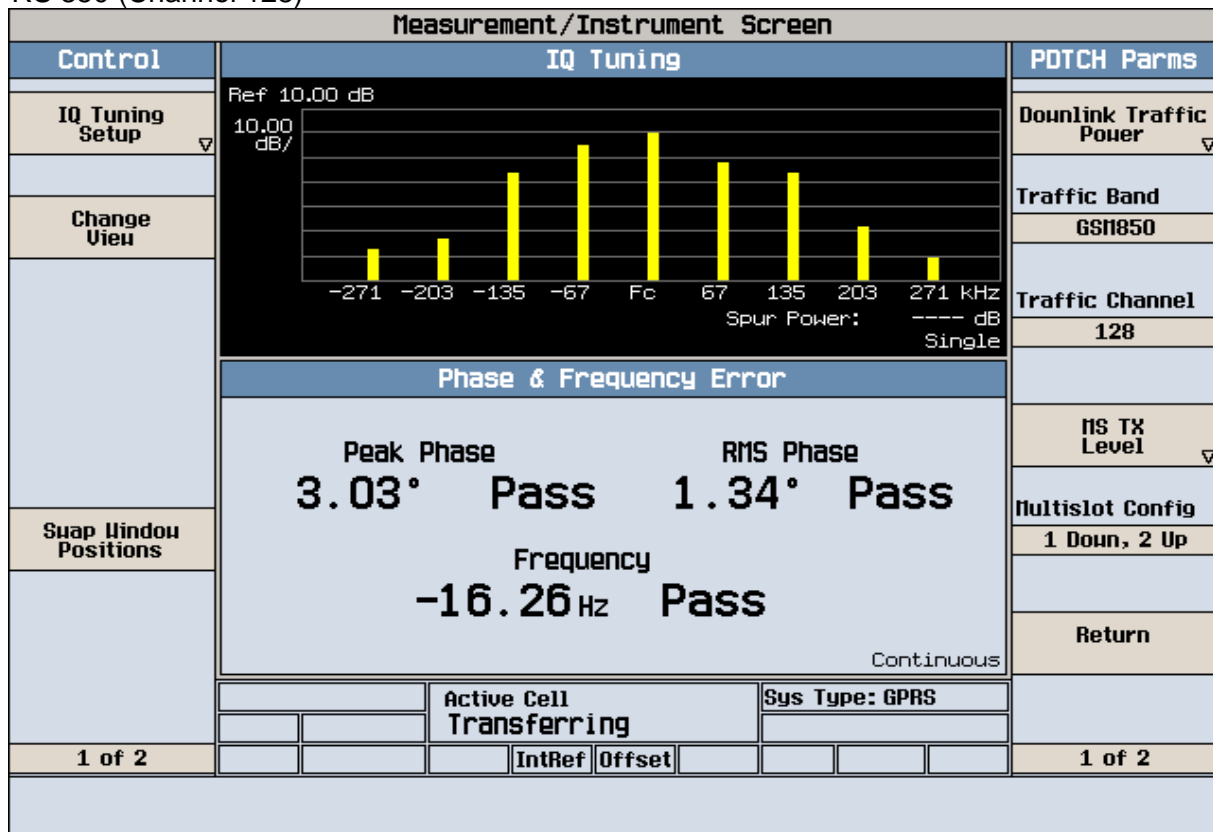 Measurement/Instrument Screen
Control
IQ Tuning
Setup
Change
View
Swap Window
Positions
1 of 2
IQ Tuning
Ref 10.00 dB
10.00
dB/
-271 -203 -135 -67 Fc 67 135 203 271 kHz
Spur Power: ---- dB
Single
Phase & Frequency Error
Peak Phase RMS Phase
3.03° Pass 1.34° Pass
Frequency
-16.26 Hz Pass
Continuous
Active Cell
Transferring
Sys Type: GPRS
IntRef Offset
PDTCH Parms
Downlink Traffic
Power
Traffic Band
GSM850
Traffic Channel
128
MS TX
Level
Multislot Config
1 Down, 2 Up
Return
1 of 2